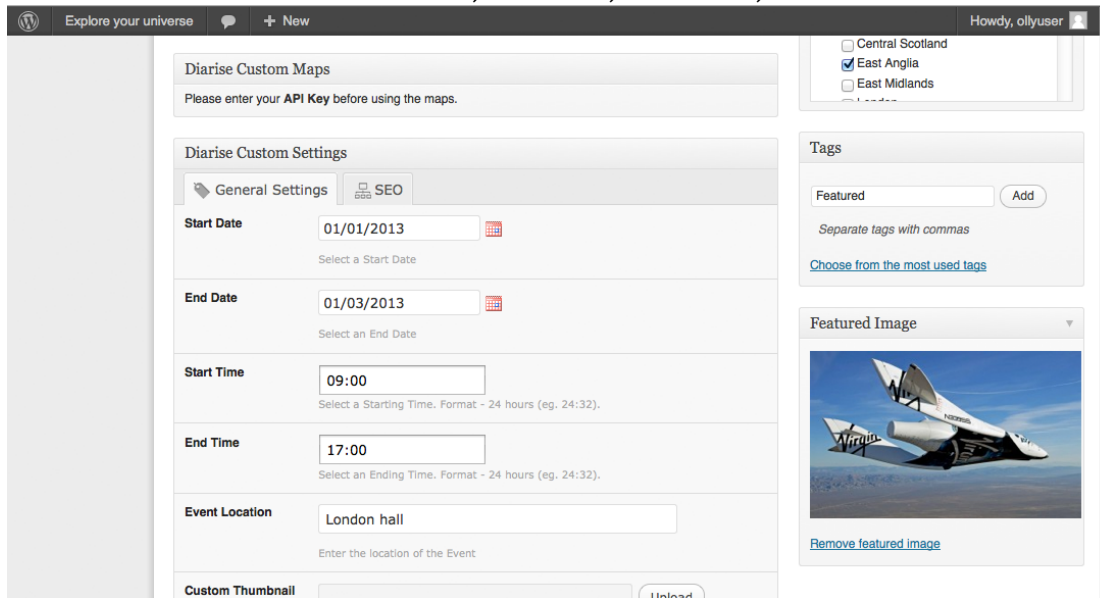 Explore your universe
+ New
Howdy, ollyuser
Central Scotland
East Anglia
East Midlands
Diarise Custom Maps
Please enter your API Key before using the maps.
Diarise Custom Settings
General Settings
SEO
Start Date
01/01/2013
Select a Start Date
End Date
01/03/2013
Select an End Date
Start Time
09:00
Select a Starting Time. Format - 24 hours (eg. 24:32).
End Time
17:00
Select an Ending Time. Format - 24 hours (eg. 24:32).
Event Location
London hall
Enter the location of the Event
Custom Thumbnail
Upload
Tags
Featured
Add
Separate tags with commas
Choose from the most used tags
Featured Image
Virgin
Virgin
Virgin
Remove featured image